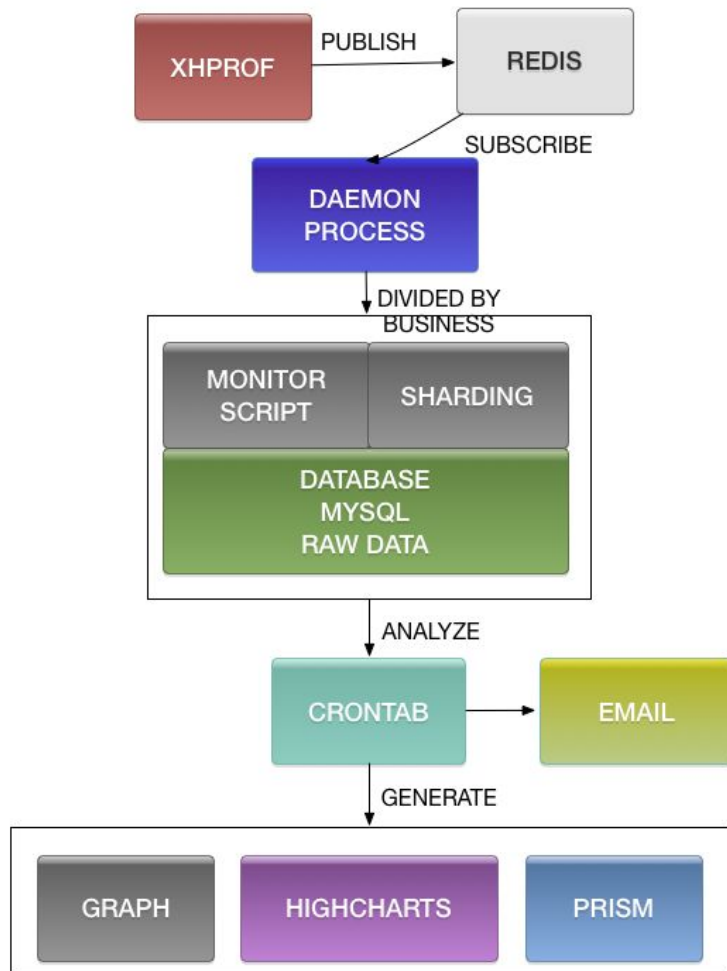 XHPROF
PUBLISH
REDIS
SUBSCRIBE
DAEMON
PROCESS
DIVIDED BY
BUSINESS
MONITOR
SCRIPT
SHARDING
DATABASE
MYSQL
RAW DATA
ANALYZE
CRONTAB
EMAIL
GENERATE
GRAPH
HIGHCHARTS
PRISM